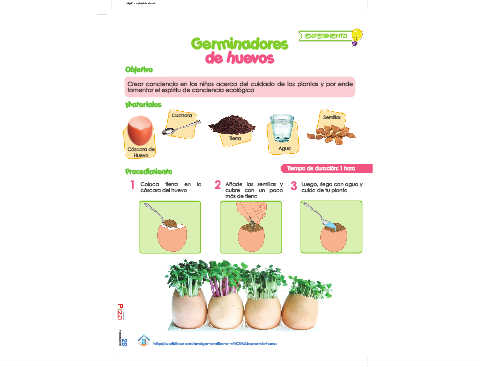 1 EXPERIMENTO
Germinadores
de huevos
Objetivo
Crear conciencia en los niños acerca del cuidado de las plantas y por ende
fomentar el espíritu de conciencia ecológica
Materiales
Cáscara de
Huevo
Cuchara
Tierra
Agua
Semillas
Tiempo de duración: 1 hora
Procedimiento
1 Coloca tierra en la
cáscara del huevo
2 Añade las semillas y
cubre con un poco
más de tierra
3 Luego, riega con agua y
cuida de tu planta